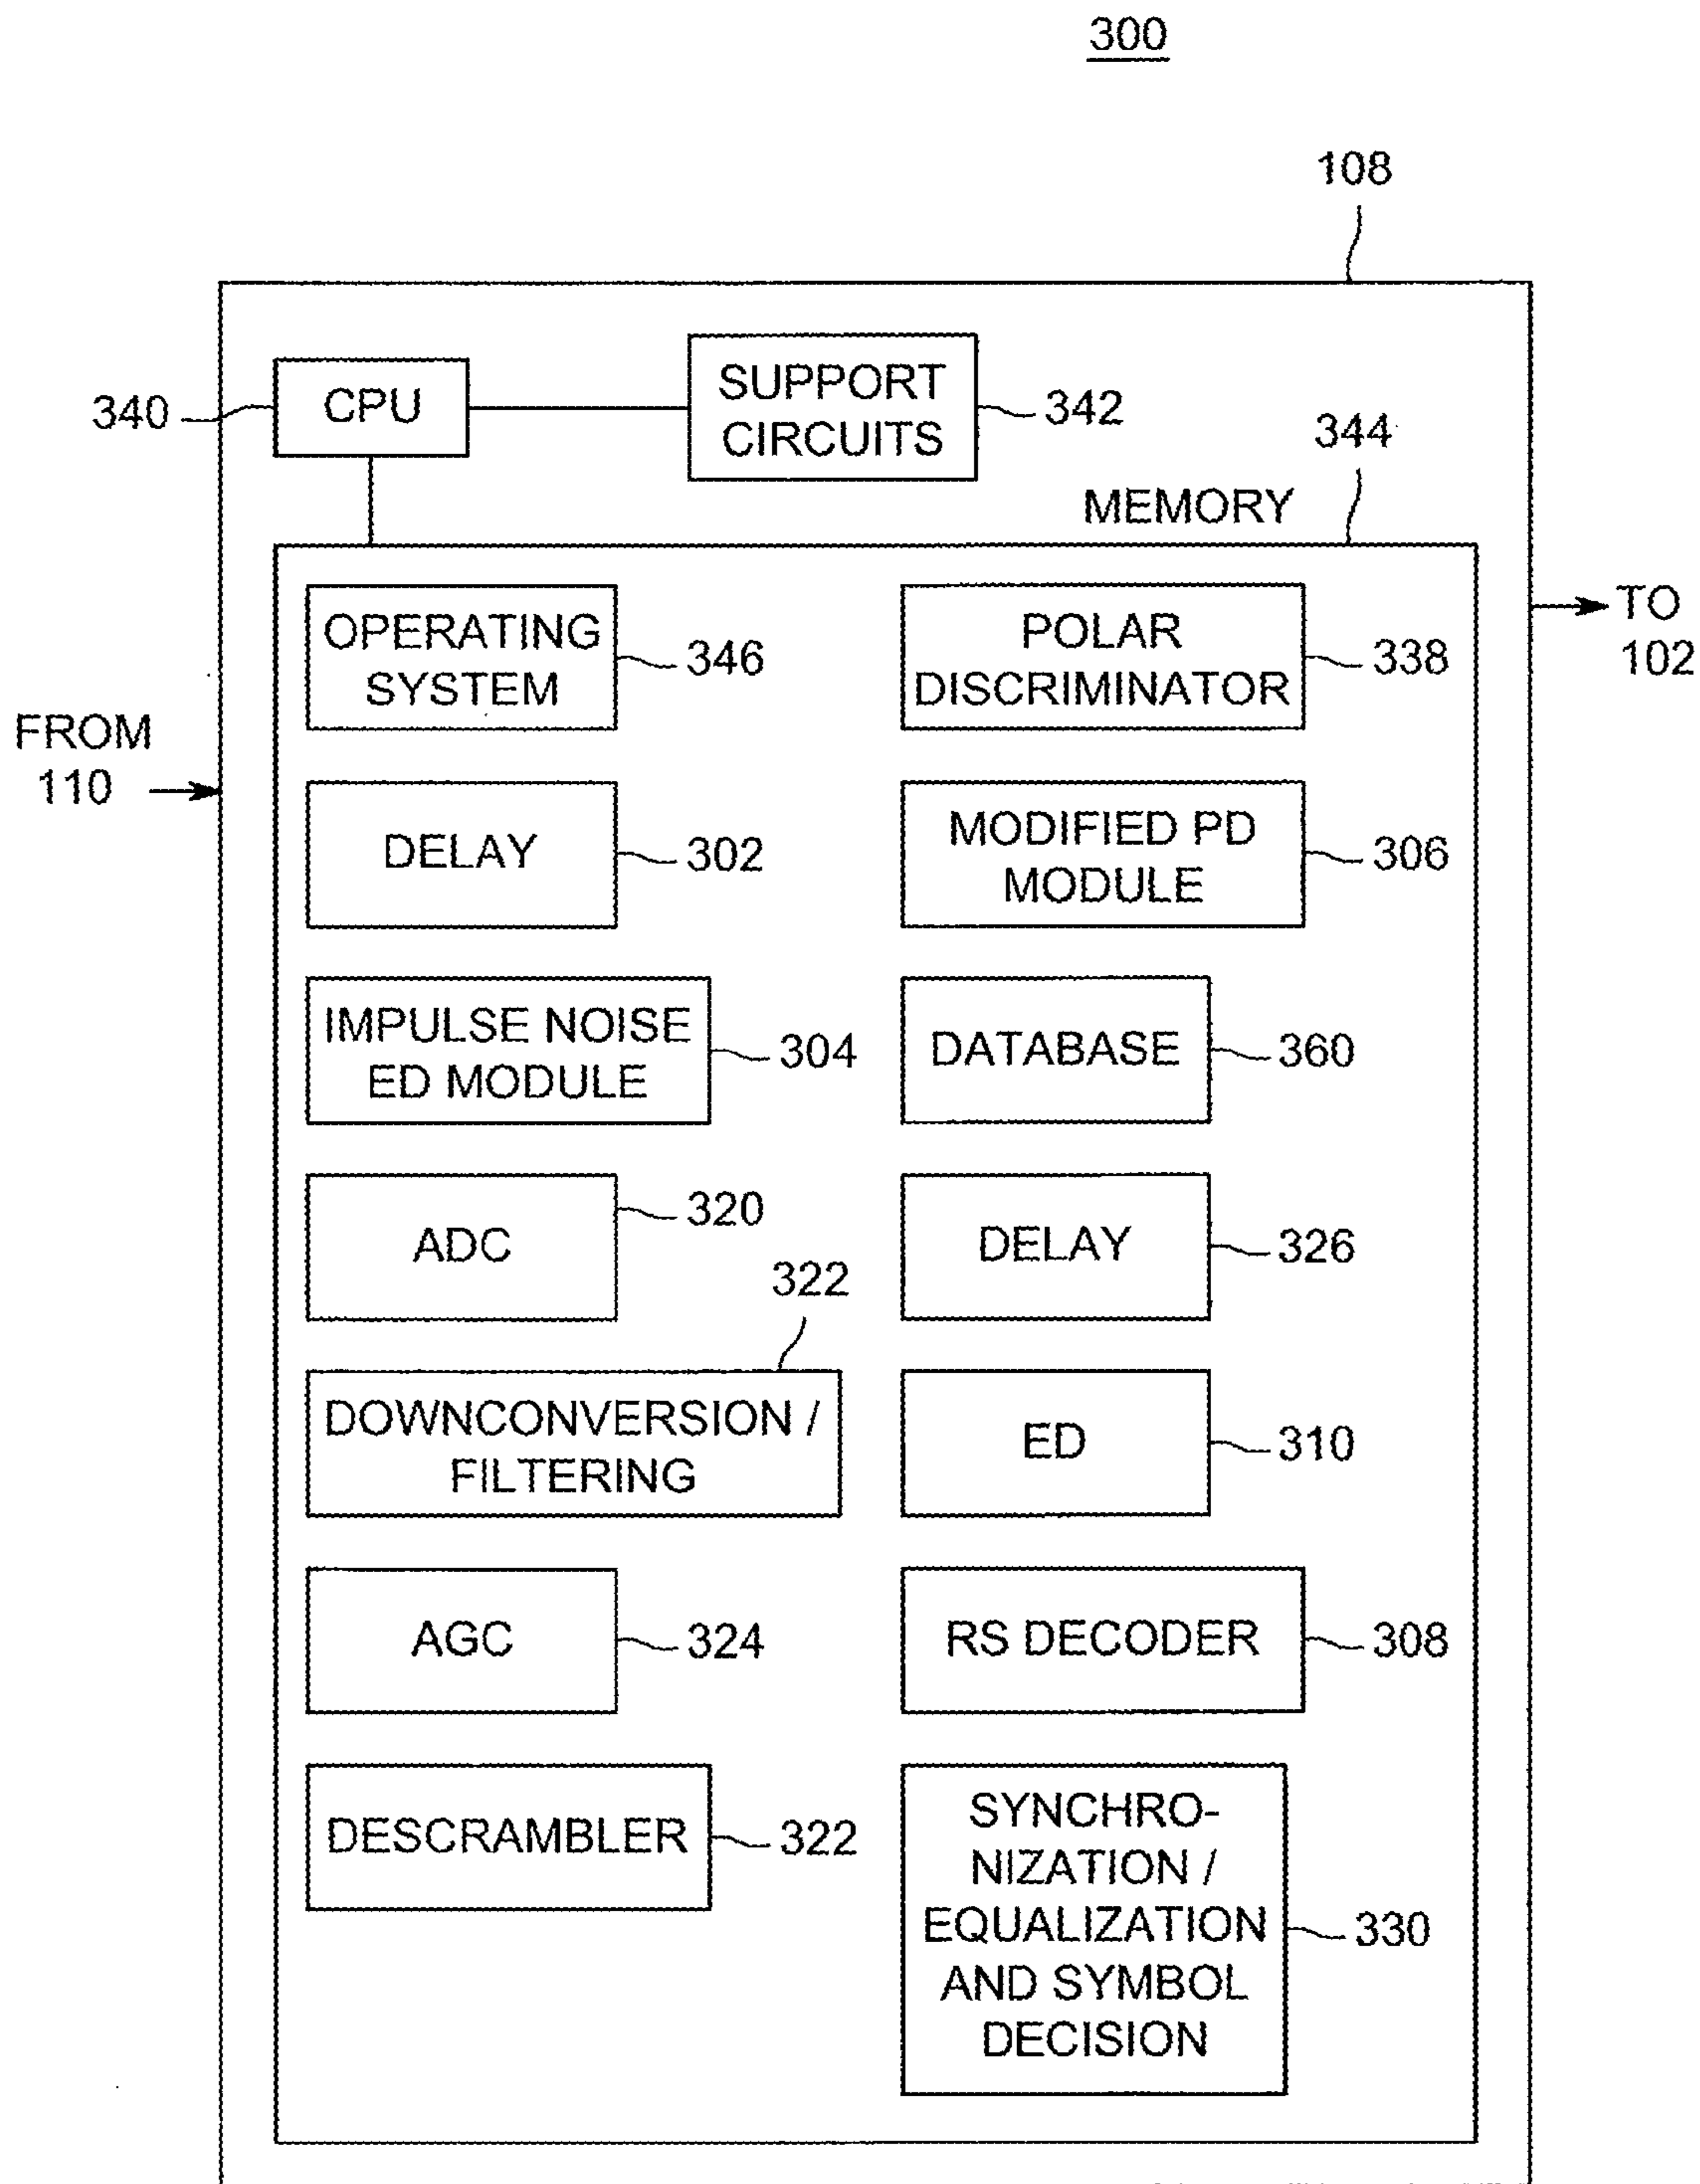 300
108
CPU
340
SUPPORT
CIRCUITS
342
344
MEMORY
OPERATING
SYSTEM
346
POLAR
DISCRIMINATOR
338
TO
102
FROM
110
DELAY
302
MODIFIED PD
MODULE
306
IMPULSE NOISE
ED MODULE
304
DATABASE
360
ADC
320
DELAY
326
322
DOWNCONVERSION /
FILTERING
ED
310
AGC
324
RS DECODER
308
DESCRAMBLER
322
SYNCHRO-
NIZATION /
EQUALIZATION
AND SYMBOL
DECISION
330